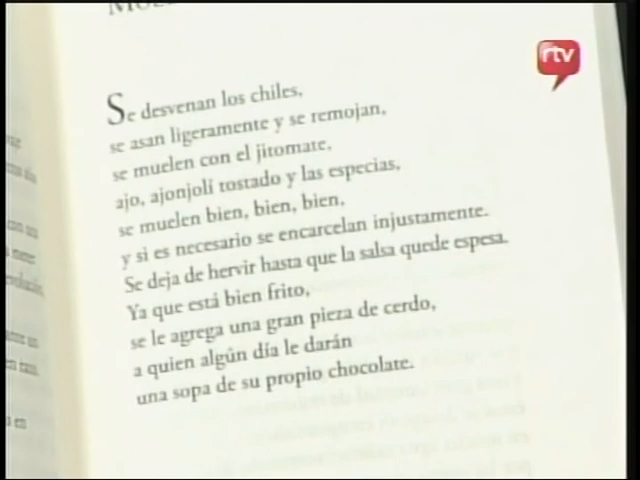 rtv
Se desvenan los chiles,
se asan ligeramente y se remojan,
se muelen con el jitomate,
ajo, ajonjolí tostado y las especias,
se muelen bien, bien, bien,
y si es necesario se encarcelan injustamente.
Se deja de hervir hasta que la salsa quede espesa.
Ya que está bien frito,
se le agrega una gran pieza de cerdo,
a quien algún día le darán
una sopa de su propio chocolate.